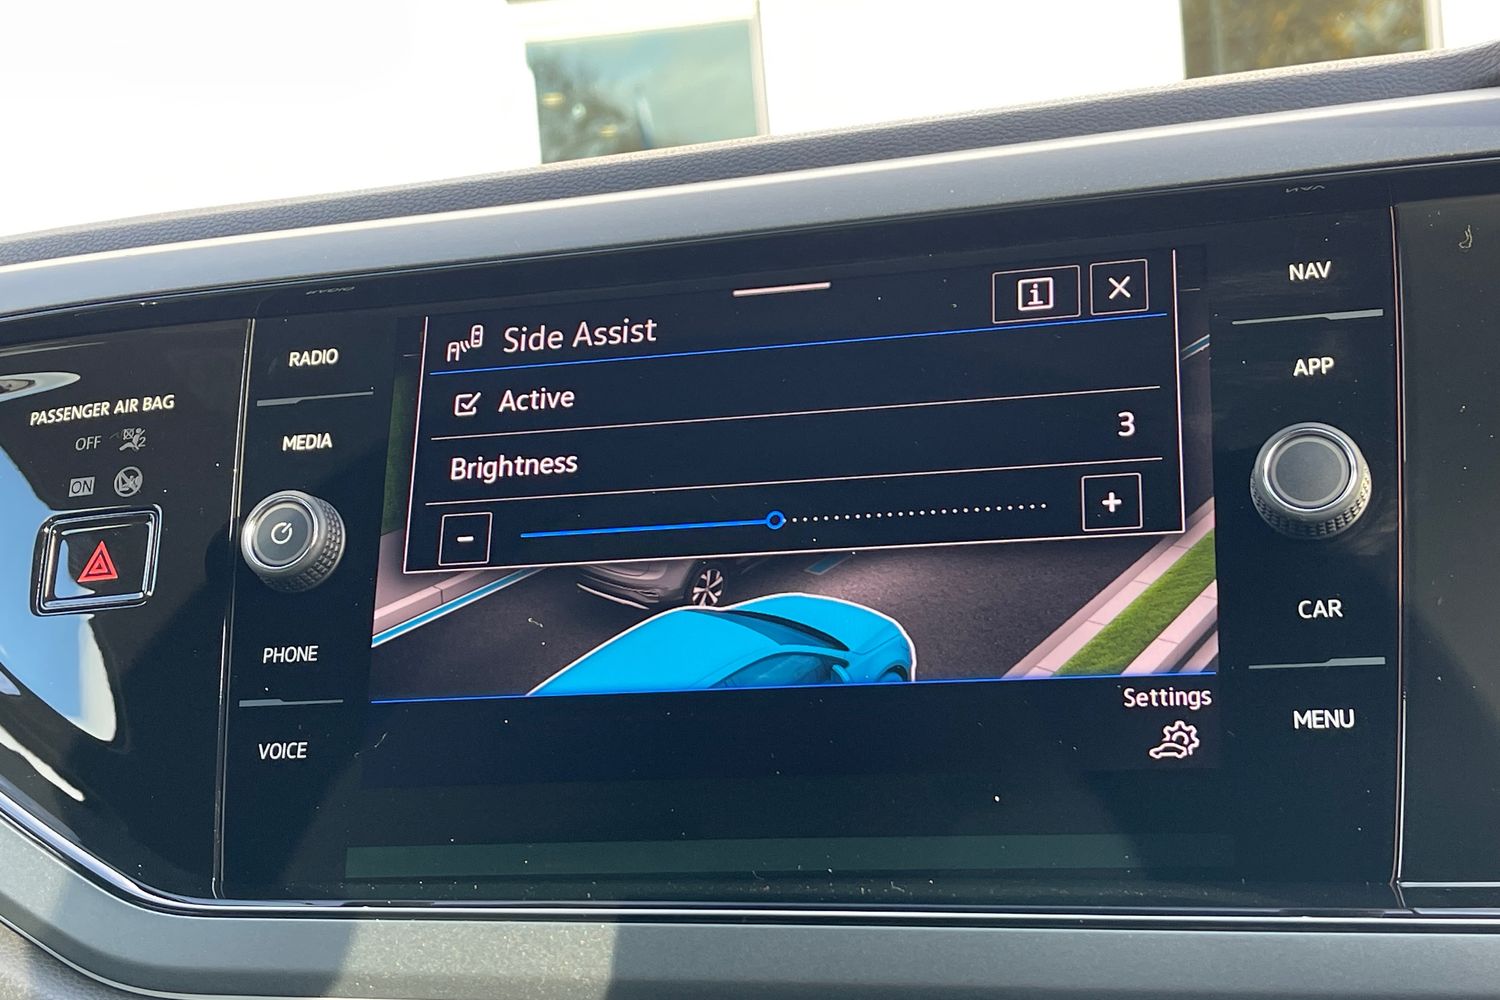 PASSENGER AIR BAG
OFF
ON
RADIO
MEDIA
PHONE
VOICE
Side Assist
i
Active
3
Brightness
-
+
Settings
NAV
APP
CAR
MENU